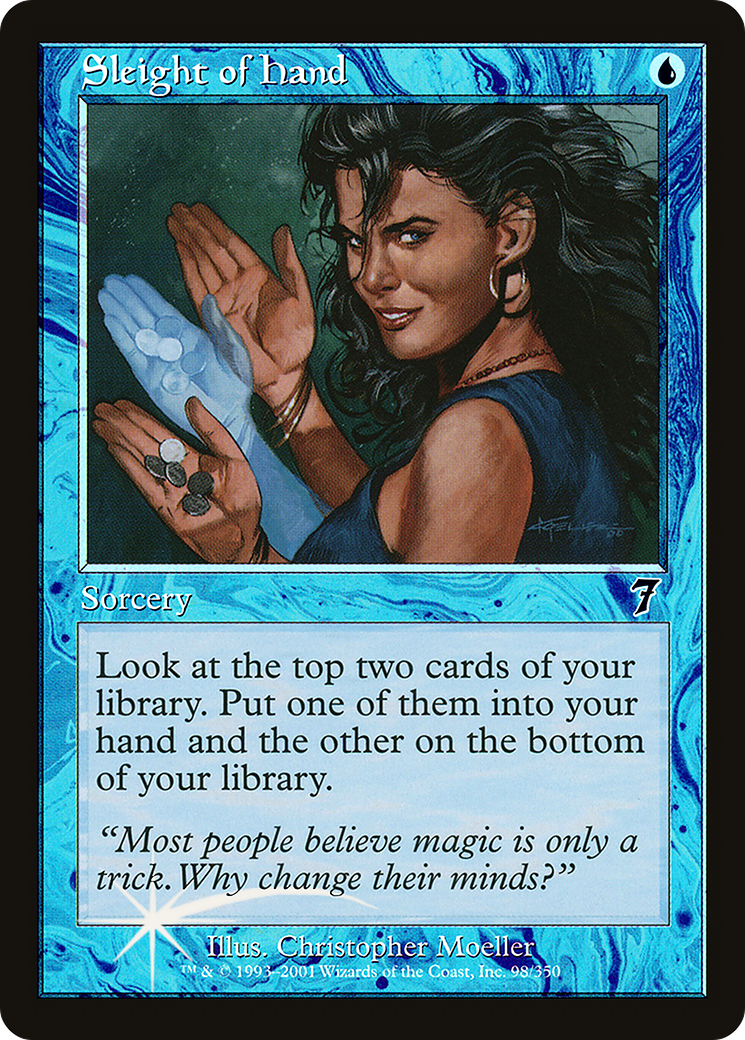 Sleight of Hand
Sorcery
7
Look at the top two cards of your
library. Put one of them into your
hand and the other on the bottom
of your library.
“Most people believe magic is only a
trick. Why change their minds?”
Illus. Christopher Moeller
™ & © 1993–2001 Wizards of the Coast, Inc. 98/350